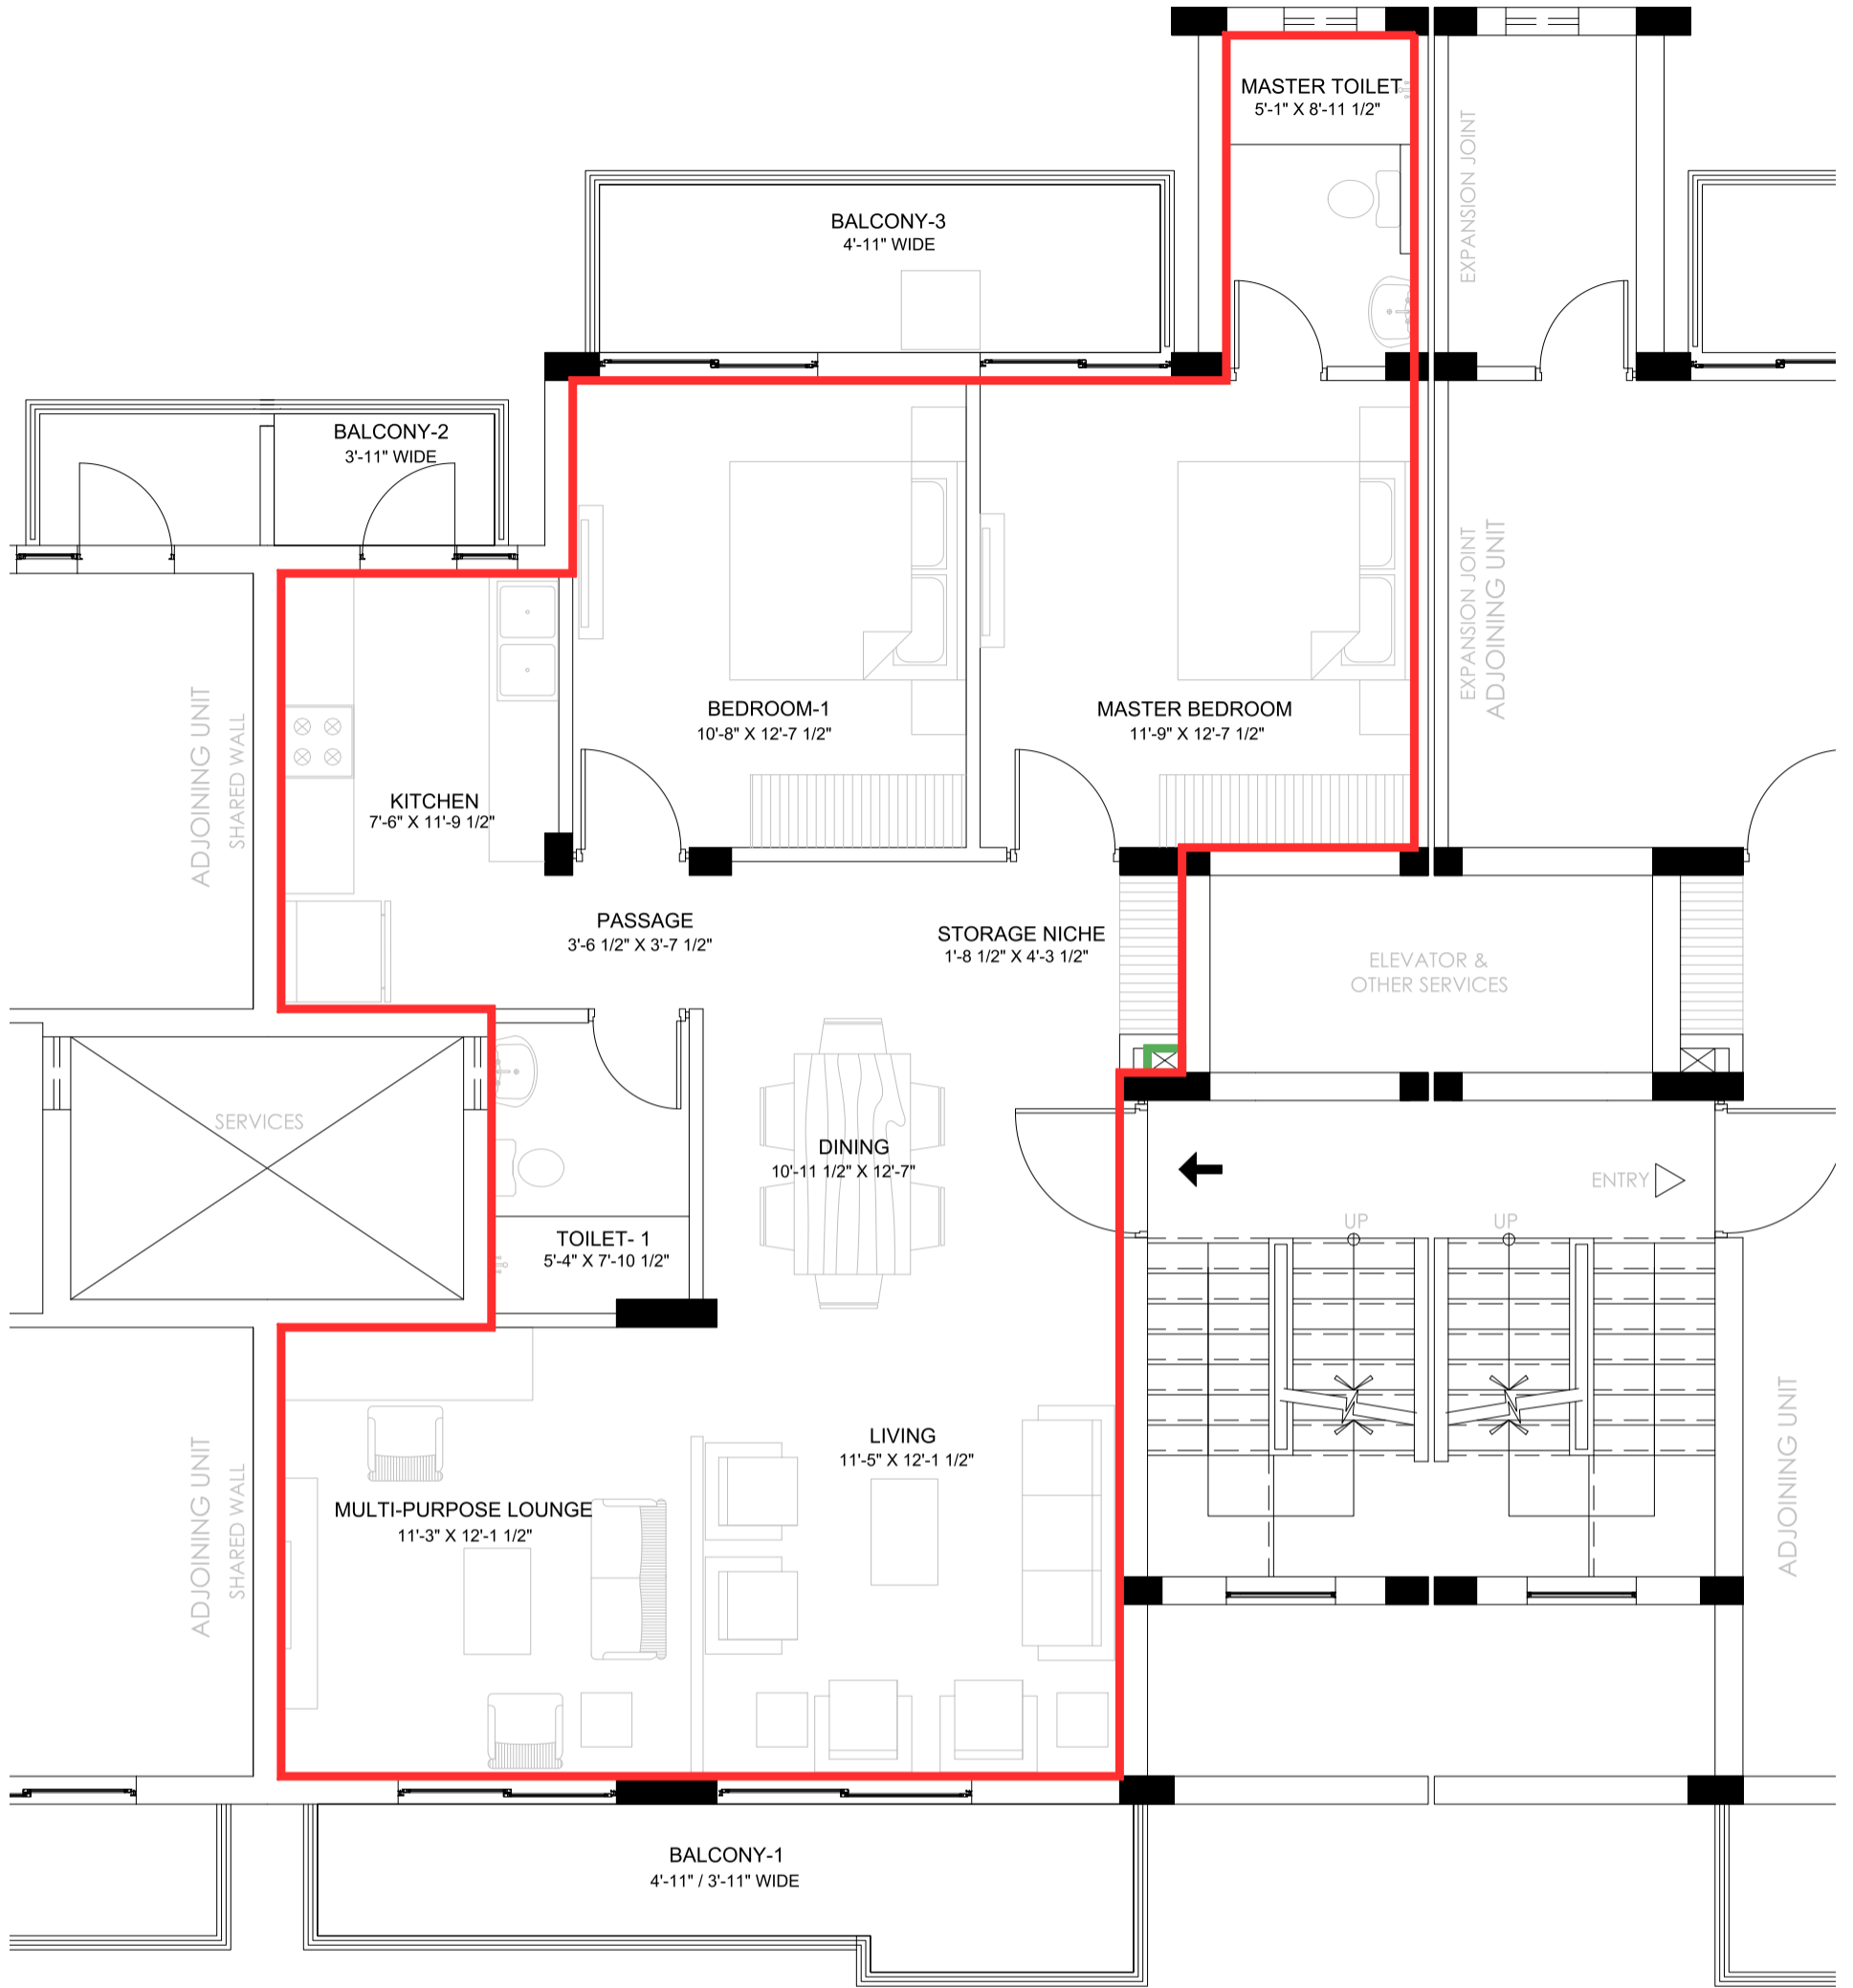 MASTER TOILET
5'-1" X 8'-11 1/2"
EXPANSION JOINT
BALCONY-3
4'-11" WIDE
BALCONY-2
3'-11" WIDE
EXPANSION JOINT
ADJOINING UNIT
BEDROOM-1
10'-8" X 12'-7 1/2"
MASTER BEDROOM
11'-9" X 12'-7 1/2"
ADJOINING UNIT
SHARED WALL
KITCHEN
7'-6" X 11'-9 1/2"
PASSAGE
3'-6 1/2" X 3'-7 1/2"
STORAGE NICHE
1'-8 1/2" X 4'-3 1/2"
ELEVATOR &
OTHER SERVICES
SERVICES
DINING
10'-11 1/2" X 12'-7"
ENTRY
UP
UP
TOILET- 1
5'-4" X 7'-10 1/2"
LIVING
11'-5" X 12'-1 1/2"
ADJOINING UNIT
ADJOINING UNIT
SHARED WALL
MULTI-PURPOSE LOUNGE
11'-3" X 12'-1 1/2"
BALCONY-1
4'-11" / 3'-11" WIDE